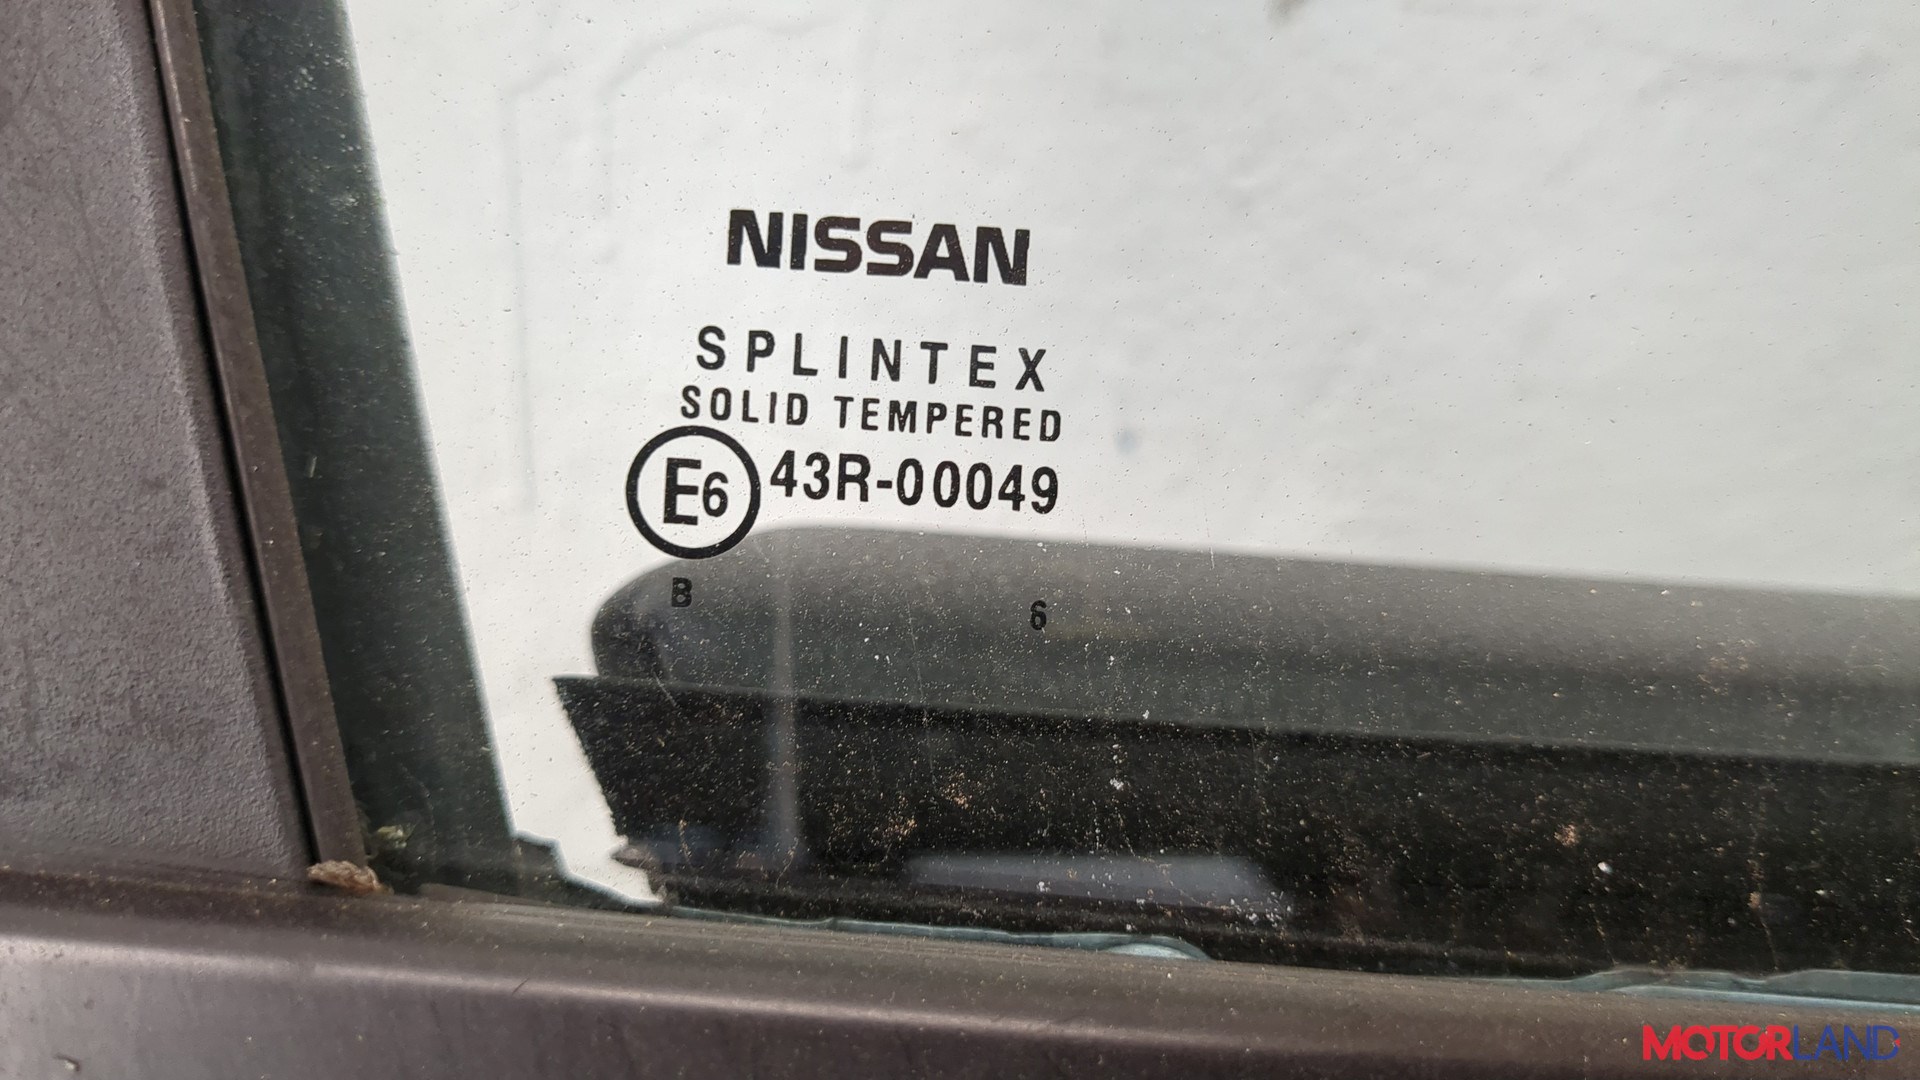 NISSAN
SPLINTEX
SOLID TEMPERED
E6 43R-00049
B 6
MOTORLAND